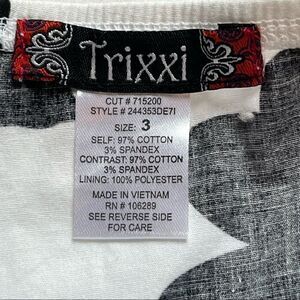 Trixxi
CUT # 715200
STYLE # 244353DE7I
SIZE: 3
SELF: 97% COTTON
3% SPANDEX
CONTRAST: 97% COTTON
3% SPANDEX
LINING: 100% POLYESTER
MADE IN VIETNAM
RN # 106289
SEE REVERSE SIDE
FOR CARE